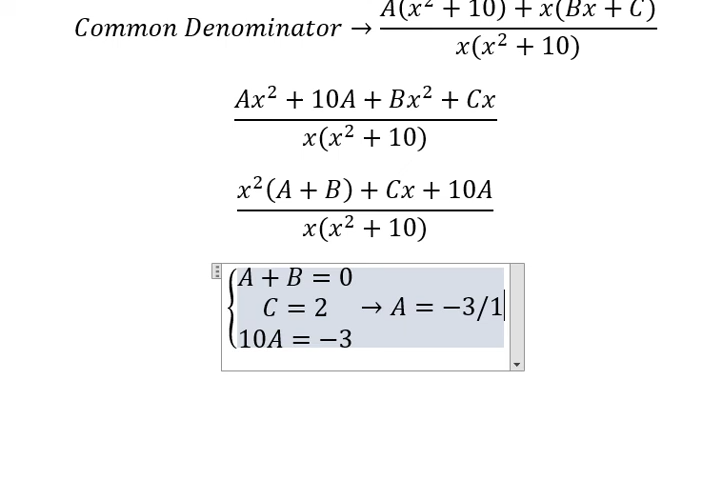 Common Denominator → A(x² + 10) + x(Bx + C) / x(x² + 10)
Ax² + 10A + Bx² + Cx
x(x² + 10)
x²(A + B) + Cx + 10A
x(x² + 10)
A + B = 0
C = 2 → A = −3/1
10A = −3